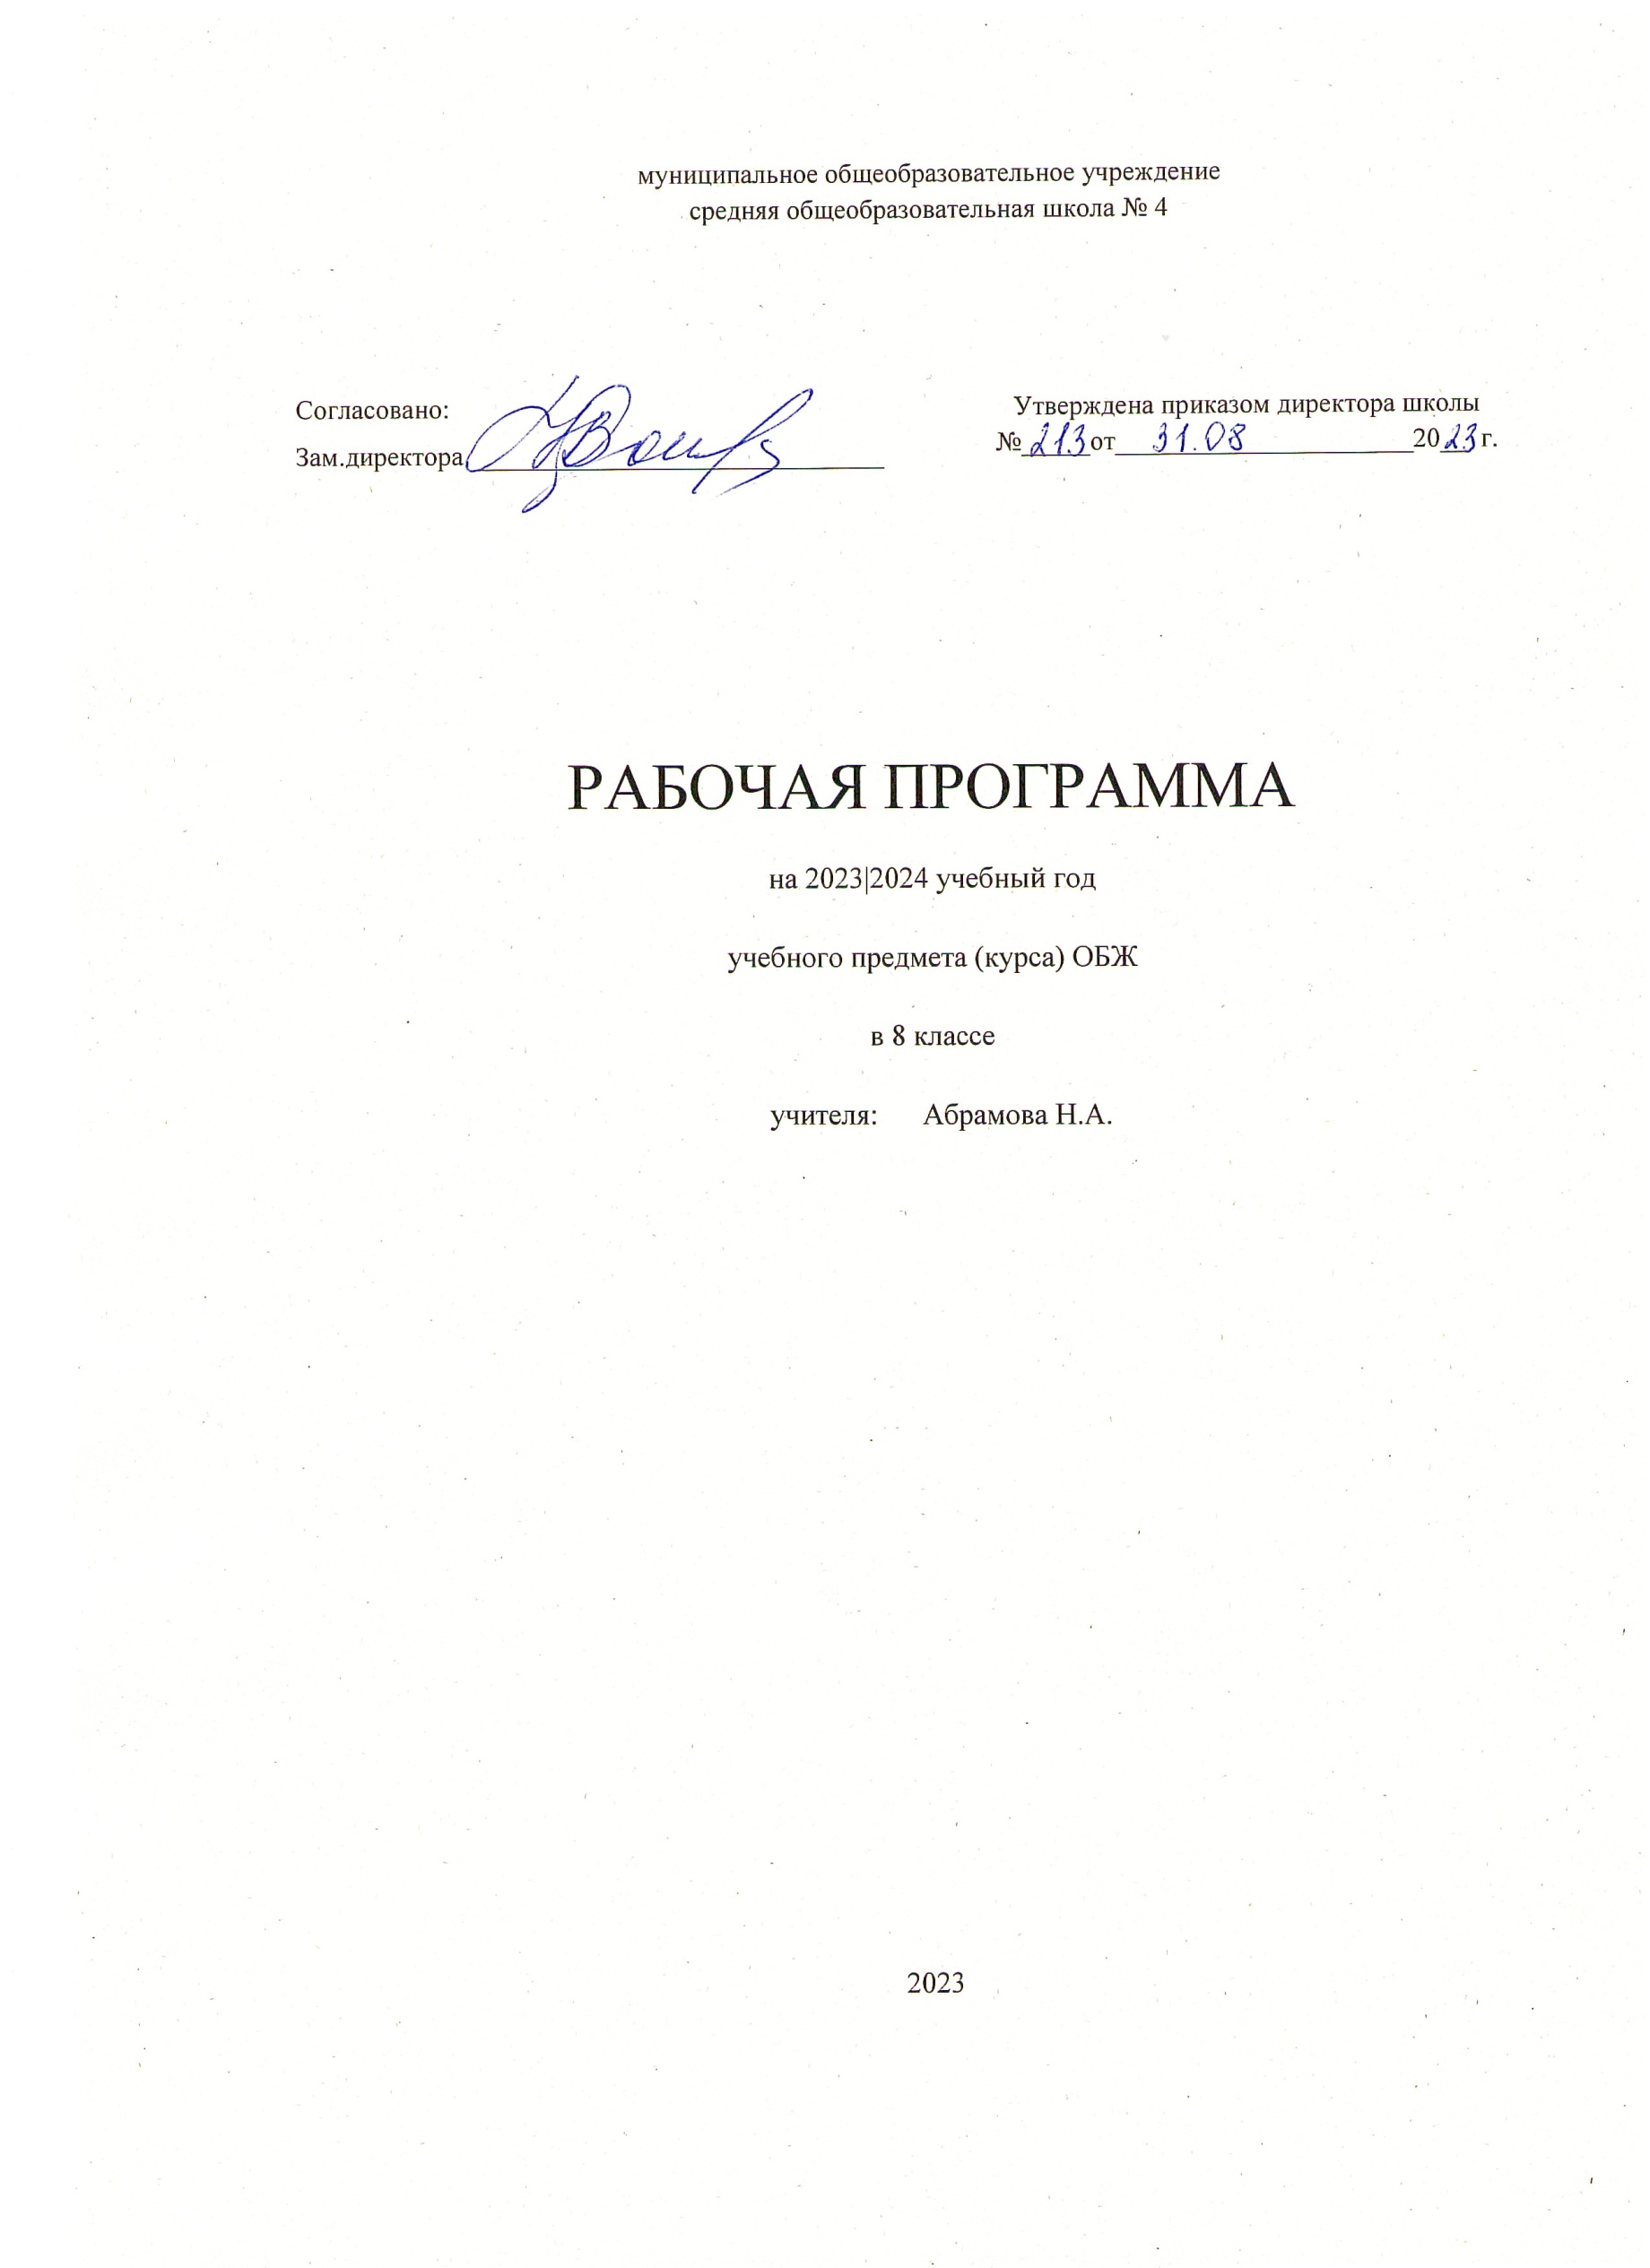 муниципальное общеобразовательное учреждение
средняя общеобразовательная школа № 4
Согласовано:
Зам.директора
Утверждена приказом директора школы
№ 213 от 31.08 2023 г.
РАБОЧАЯ ПРОГРАММА
на 2023|2024 учебный год
учебного предмета (курса) ОБЖ
в 8 классе
учителя: Абрамова Н.А.
2023